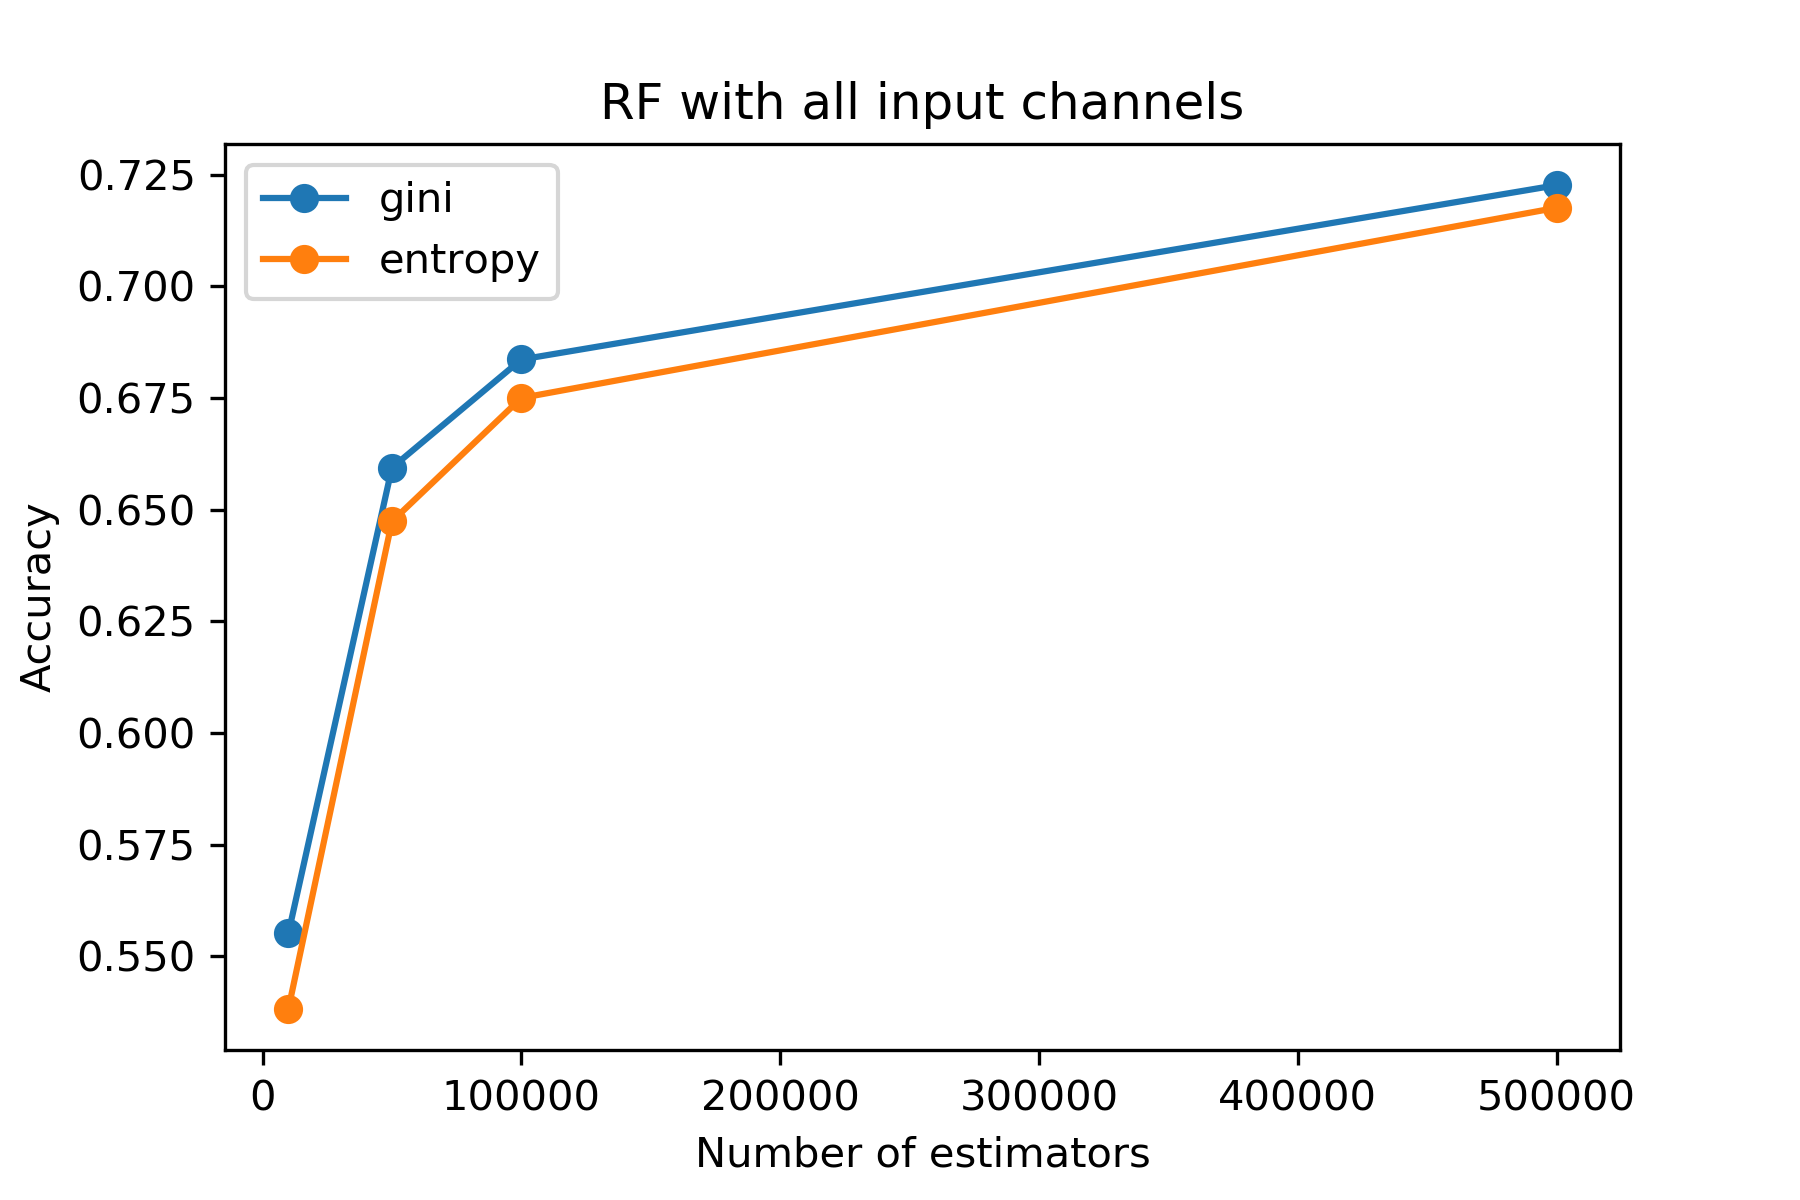 RF with all input channels
gini
entropy
0.725
0.700
0.675
0.650
0.625
0.600
0.575
0.550
Accuracy
0 100000 200000 300000 400000 500000
Number of estimators